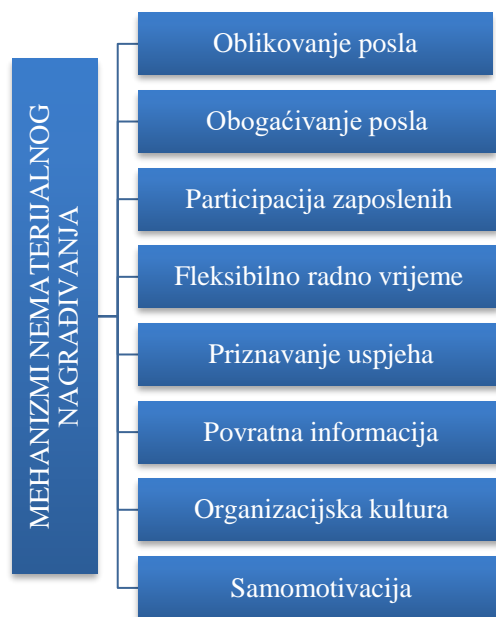 MEHANIZMI NEMATERIJALNOG
NAGRAĐIVANJA
Oblikovanje posla
Obogaćivanje posla
Participacija zaposlenih
Fleksibilno radno vrijeme
Priznavanje uspjeha
Povratna informacija
Organizacijska kultura
Samomotivacija